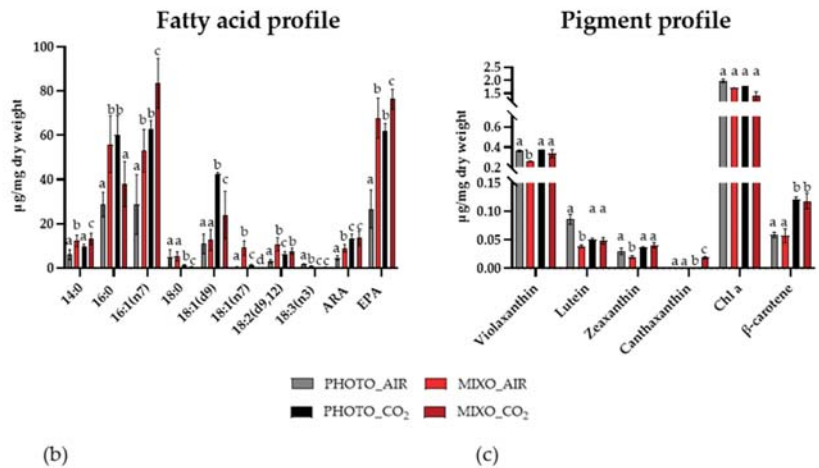 Fatty acid profile
Pigment profile
µg/mg dry weight
100
80
60
40
20
0
a b a c
a b b a
a b b c
a a b c
a a b c
a b c d
a b c b
a b c c
a b c c
a b c b
14:0
16:0
16:1(n7)
18:0
18:1(d9)
18:1(n7)
18:2(d9,12)
18:3(n3)
ARA
EPA
µg/mg dry weight
2.5
2.0
1.5
0.4
0.2
0.15
0.10
0.05
0.00
a b a a
a b a a
a b a a
a a b c
a a a a
a a b b
Violaxanthin
Lutein
Zeaxanthin
Canthaxanthin
Chl a
β-carotene
PHOTO_AIR
MIXO_AIR
PHOTO_CO₂
MIXO_CO₂
(b)
(c)